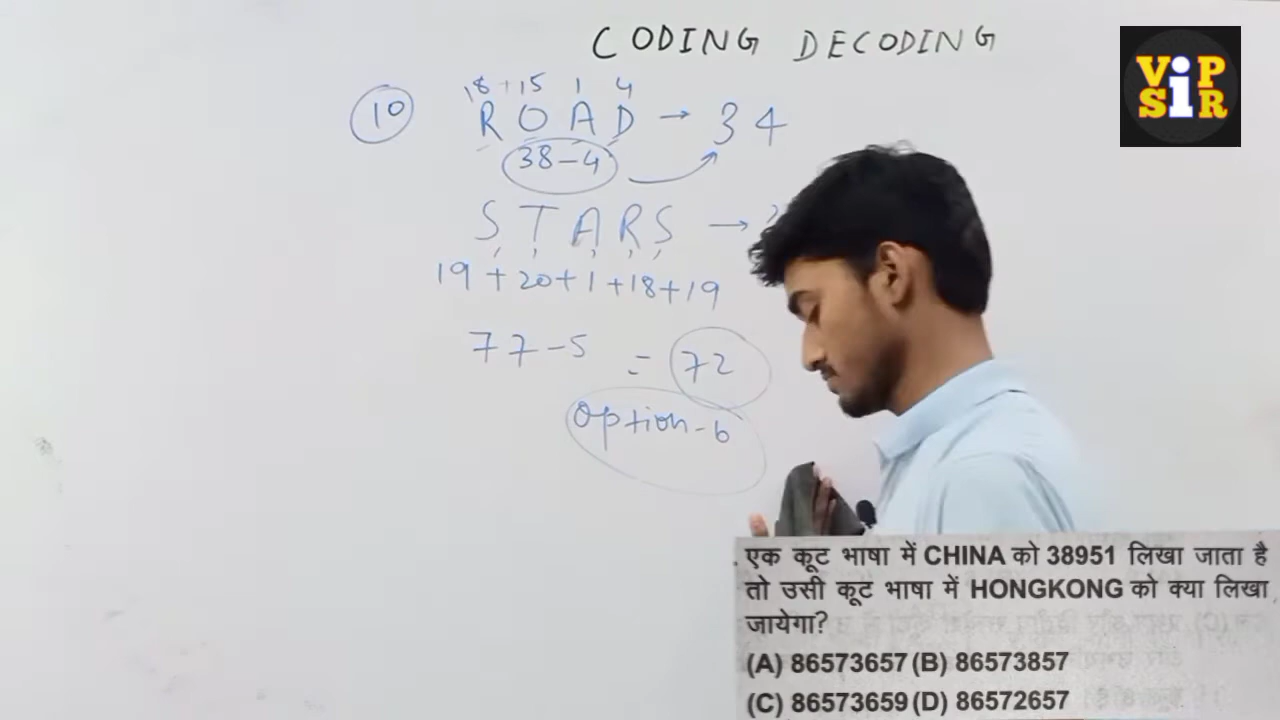 CODING DECODING
ViP
SiR
18 + 15 1 4
10 ROAD → 34
38-4
STARS →
19 + 20 + 1 + 18 + 19
77-5 = 72
option-b
एक कूट भाषा में CHINA को 38951 लिखा जाता है
तो उसी कूट भाषा में HONGKONG को क्या लिखा
जायेगा?
(A) 86573657 (B) 86573857
(C) 86573659 (D) 86572657